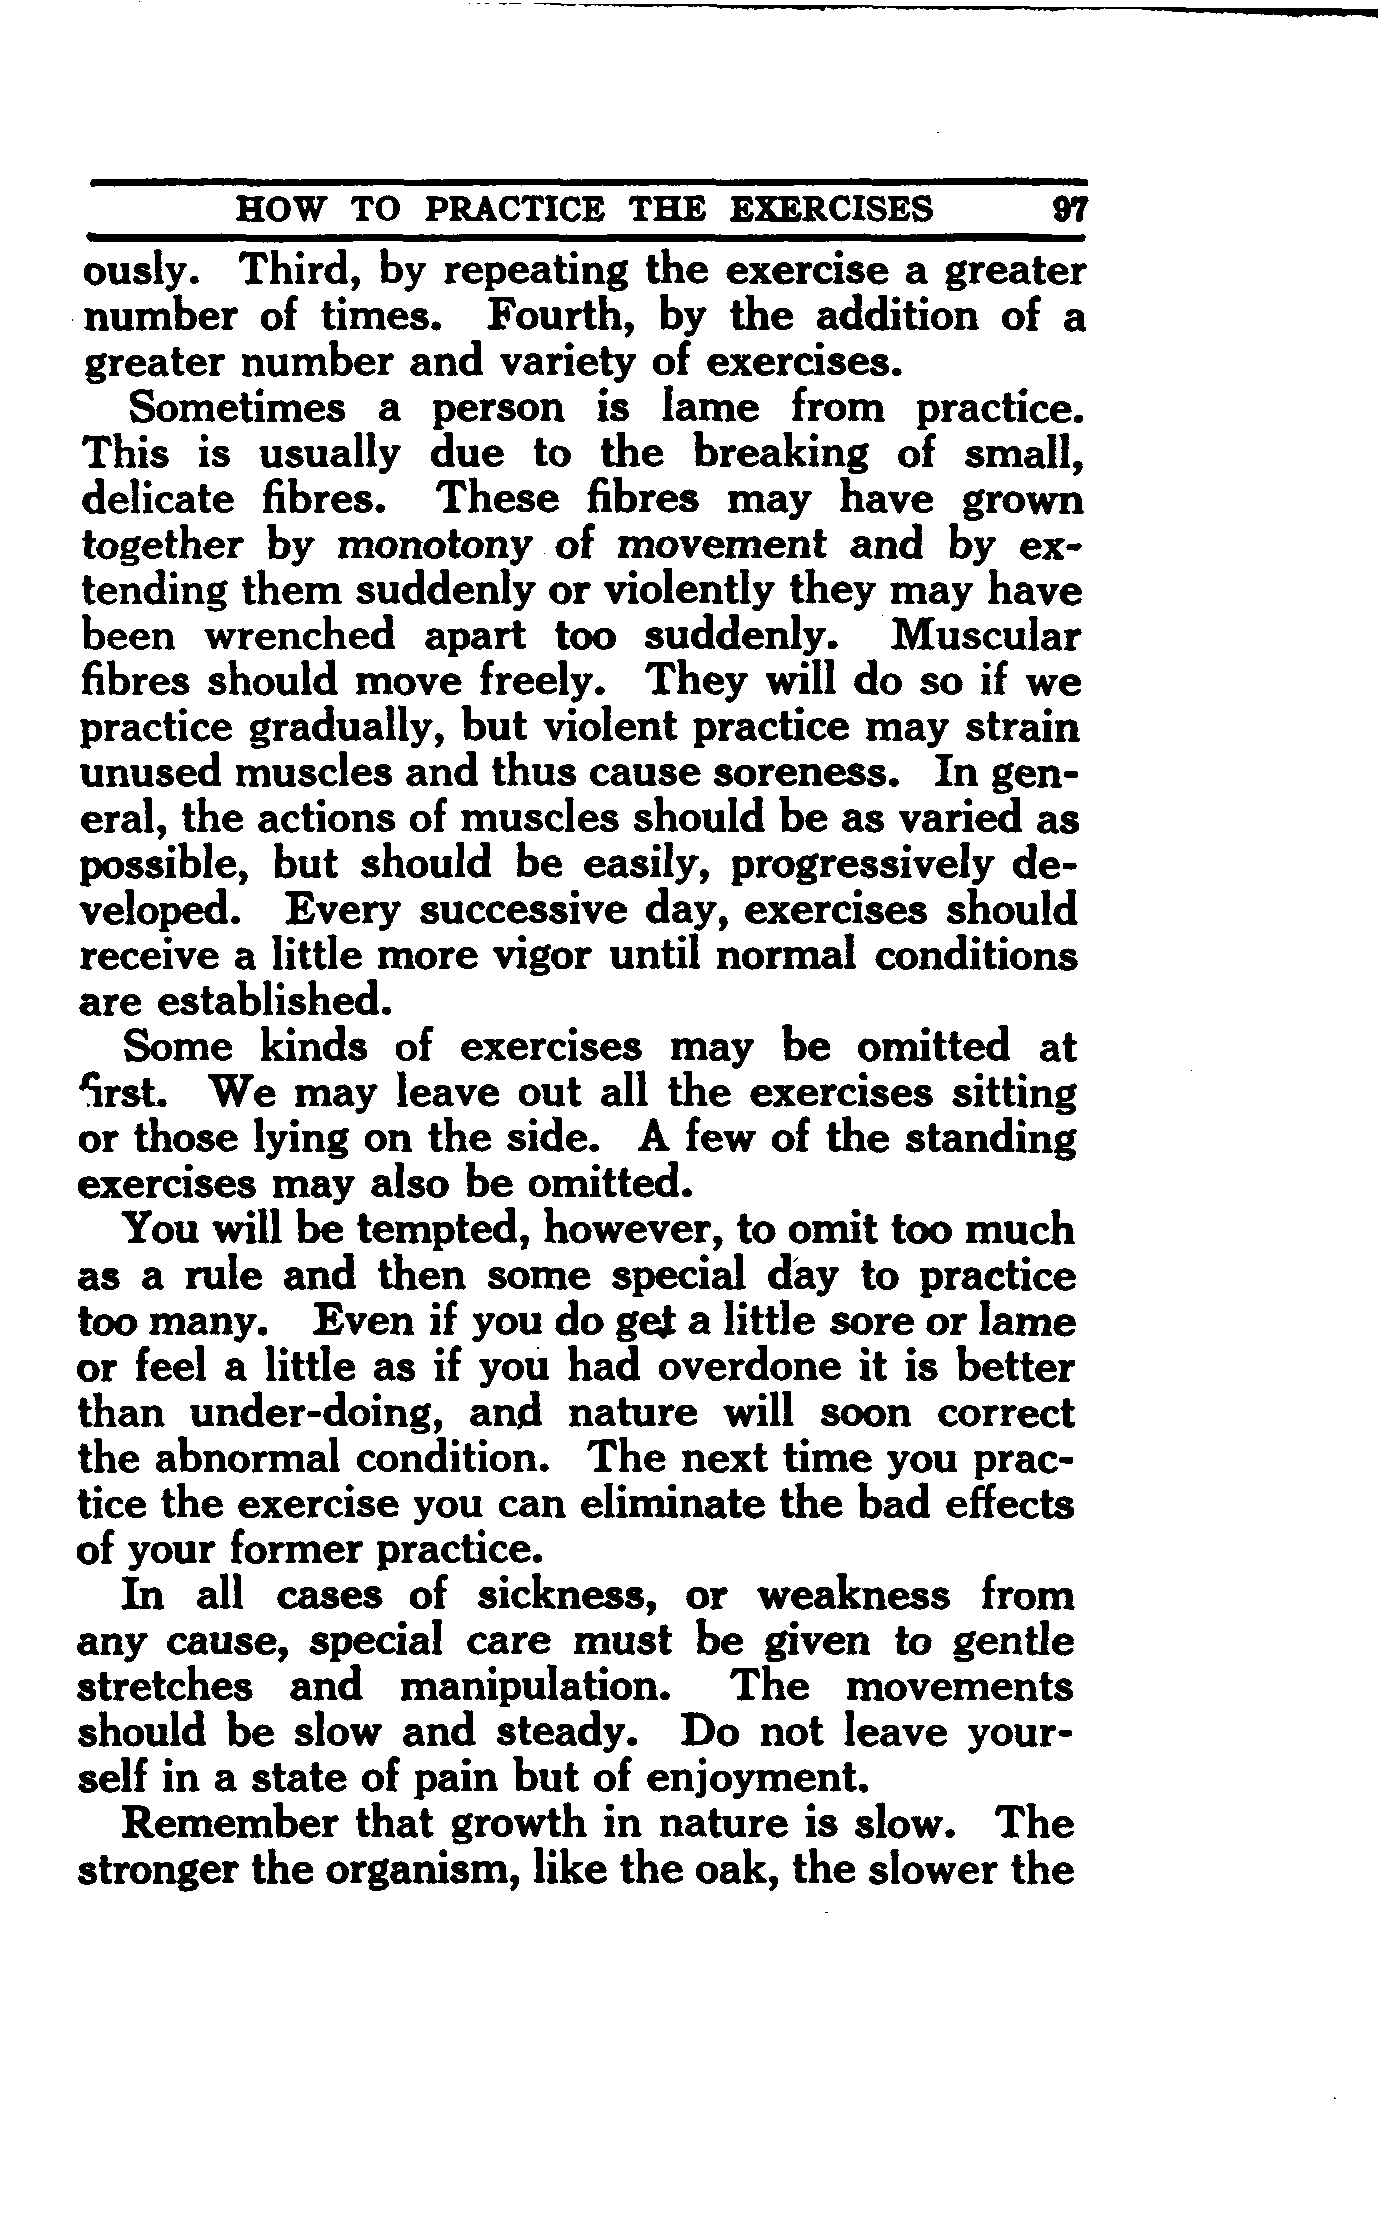 HOW TO PRACTICE THE EXERCISES 97
ously. Third, by repeating the exercise a greater
number of times. Fourth, by the addition of a
greater number and variety of exercises.
Sometimes a person is lame from practice.
This is usually due to the breaking of small,
delicate fibres. These fibres may have grown
together by monotony of movement and by ex-
tending them suddenly or violently they may have
been wrenched apart too suddenly. Muscular
fibres should move freely. They will do so if we
practice gradually, but violent practice may strain
unused muscles and thus cause soreness. In gen-
eral, the actions of muscles should be as varied as
possible, but should be easily, progressively de-
veloped. Every successive day, exercises should
receive a little more vigor until normal conditions
are established.
Some kinds of exercises may be omitted at
first. We may leave out all the exercises sitting
or those lying on the side. A few of the standing
exercises may also be omitted.
You will be tempted, however, to omit too much
as a rule and then some special day to practice
too many. Even if you do get a little sore or lame
or feel a little as if you had overdone it is better
than under-doing, and nature will soon correct
the abnormal condition. The next time you prac-
tice the exercise you can eliminate the bad effects
of your former practice.
In all cases of sickness, or weakness from
any cause, special care must be given to gentle
stretches and manipulation. The movements
should be slow and steady. Do not leave your-
self in a state of pain but of enjoyment.
Remember that growth in nature is slow. The
stronger the organism, like the oak, the slower the